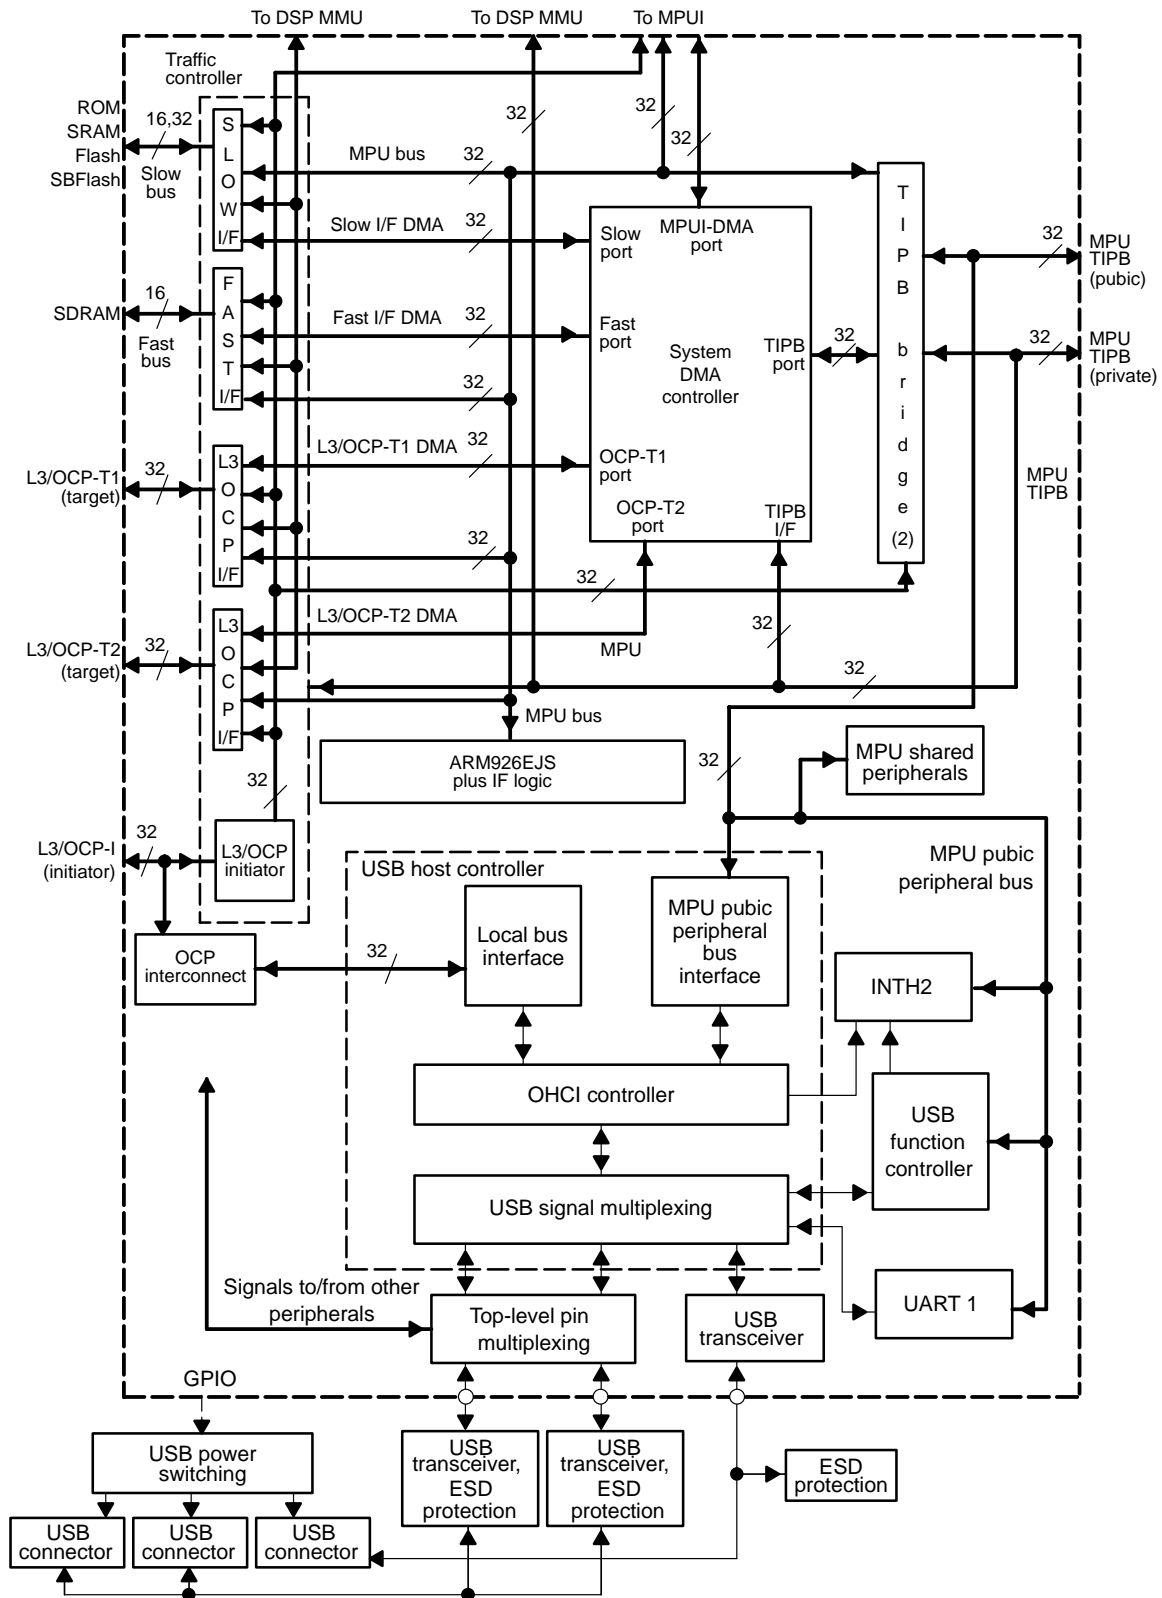 To DSP MMU
To DSP MMU
To MPUI
Traffic
controller
ROM
SRAM
Flash
SBFlash
16,32
Slow
bus
S
L
O
W
I/F
MPU bus
32
32
32
32
Slow I/F DMA
32
Slow
port
MPUI-DMA
port
T
I
P
B
b
r
i
d
g
e
(2)
32
MPU
TIPB
(pubic)
SDRAM
16
Fast
bus
F
A
S
T
I/F
Fast I/F DMA
32
Fast
port
System
DMA
controller
TIPB
port
32
32
MPU
TIPB
(private)
32
L3/OCP-T1
(target)
32
L3
O
C
P
I/F
L3/OCP-T1 DMA
32
OCP-T1
port
OCP-T2
port
TIPB
I/F
MPU
TIPB
32
32
L3/OCP-T2
(target)
32
L3
O
C
P
I/F
L3/OCP-T2 DMA
MPU
32
32
MPU bus
ARM926EJS
plus IF logic
32
32
MPU shared
peripherals
L3/OCP-I
(initiator)
32
L3/OCP
initiator
USB host controller
MPU pubic
peripheral bus
OCP
interconnect
32
Local bus
interface
MPU pubic
peripheral
bus
interface
INTH2
OHCI controller
USB
function
controller
USB signal multiplexing
Signals to/from other
peripherals
Top-level pin
multiplexing
USB
transceiver
UART 1
GPIO
USB power
switching
USB
transceiver,
ESD
protection
USB
transceiver,
ESD
protection
ESD
protection
USB
connector
USB
connector
USB
connector